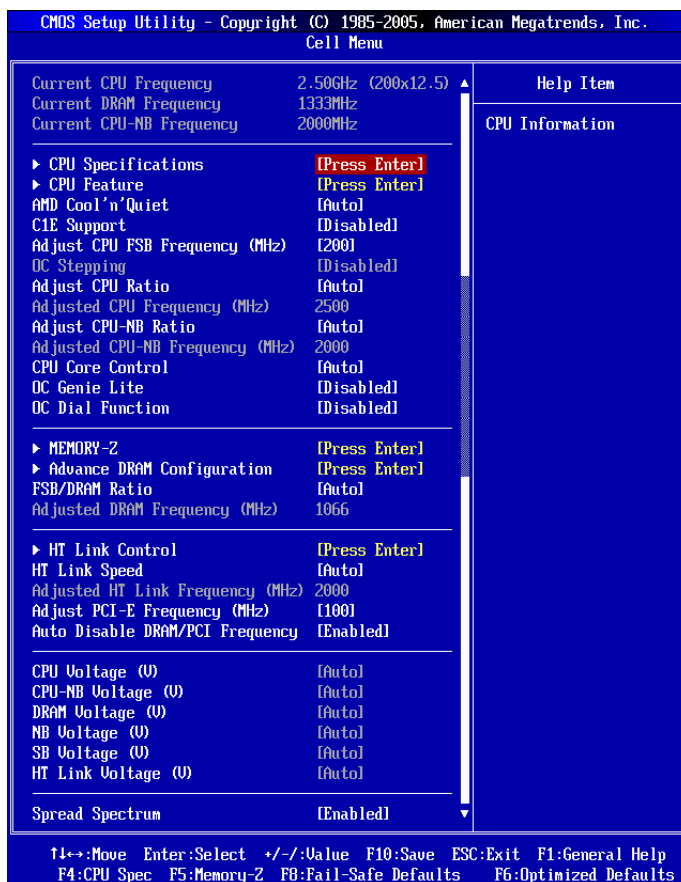 CMOS Setup Utility - Copyright (C) 1985-2005, American Megatrends, Inc.
Cell Menu
Current CPU Frequency 2.50GHz (200x12.5)
Current DRAM Frequency 1333MHz
Current CPU-NB Frequency 2000MHz
Help Item
CPU Information
CPU Specifications [Press Enter]
CPU Feature [Press Enter]
AMD Cool'n'Quiet [Auto]
C1E Support [Disabled]
Adjust CPU FSB Frequency (MHz) [200]
OC Stepping [Disabled]
Adjust CPU Ratio [Auto]
Adjusted CPU Frequency (MHz) 2500
Adjust CPU-NB Ratio [Auto]
Adjusted CPU-NB Frequency (MHz) 2000
CPU Core Control [Auto]
OC Genie Lite [Disabled]
OC Dial Function [Disabled]
MEMORY-Z [Press Enter]
Advance DRAM Configuration [Press Enter]
FSB/DRAM Ratio [Auto]
Adjusted DRAM Frequency (MHz) 1066
HT Link Control [Press Enter]
HT Link Speed [Auto]
Adjusted HT Link Frequency (MHz) 2000
Adjust PCI-E Frequency (MHz) [100]
Auto Disable DRAM/PCI Frequency [Enabled]
CPU Voltage (V) [Auto]
CPU-NB Voltage (V) [Auto]
DRAM Voltage (V) [Auto]
NB Voltage (V) [Auto]
SB Voltage (V) [Auto]
HT Link Voltage (V) [Auto]
Spread Spectrum [Enabled]
↑↓←→:Move Enter:Select +/-/:Value F10:Save ESC:Exit F1:General Help
F4:CPU Spec F5:Memory-Z F8:Fail-Safe Defaults F6:Optimized Defaults